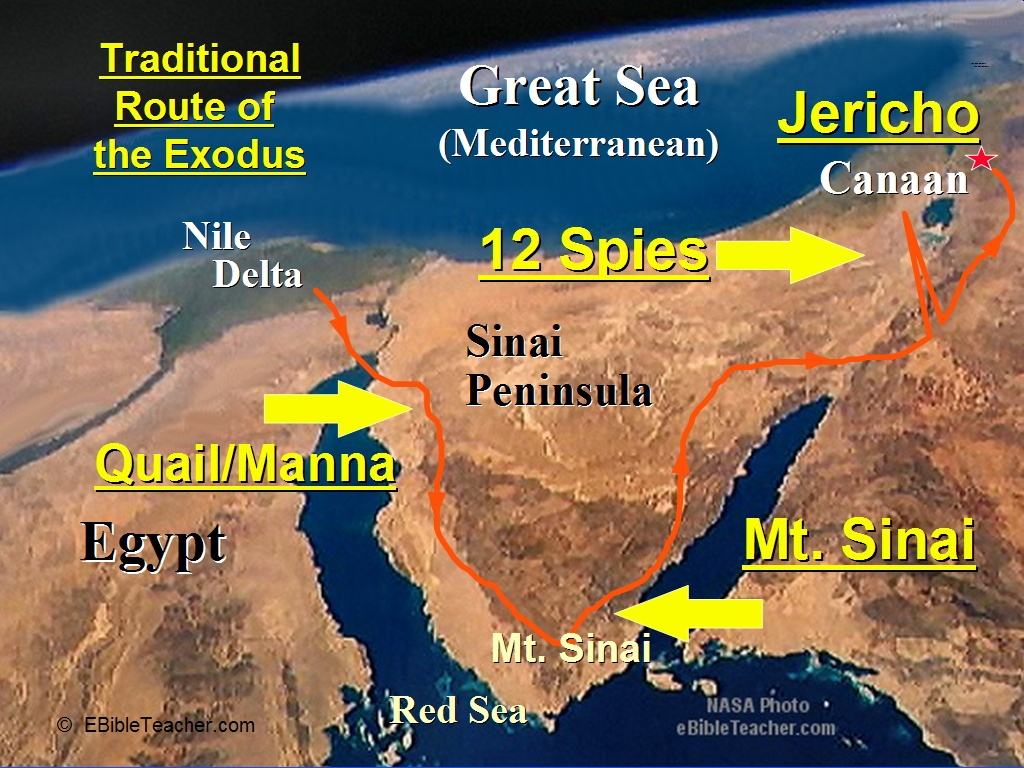 Traditional
Route of
the Exodus
Great Sea
(Mediterranean)
Jericho
Canaan
Nile
Delta
12 Spies
Sinai
Peninsula
Quail/Manna
Egypt
Mt. Sinai
Mt. Sinai
Red Sea
NASA Photo
eBibleTeacher.com
© EBibleTeacher.com